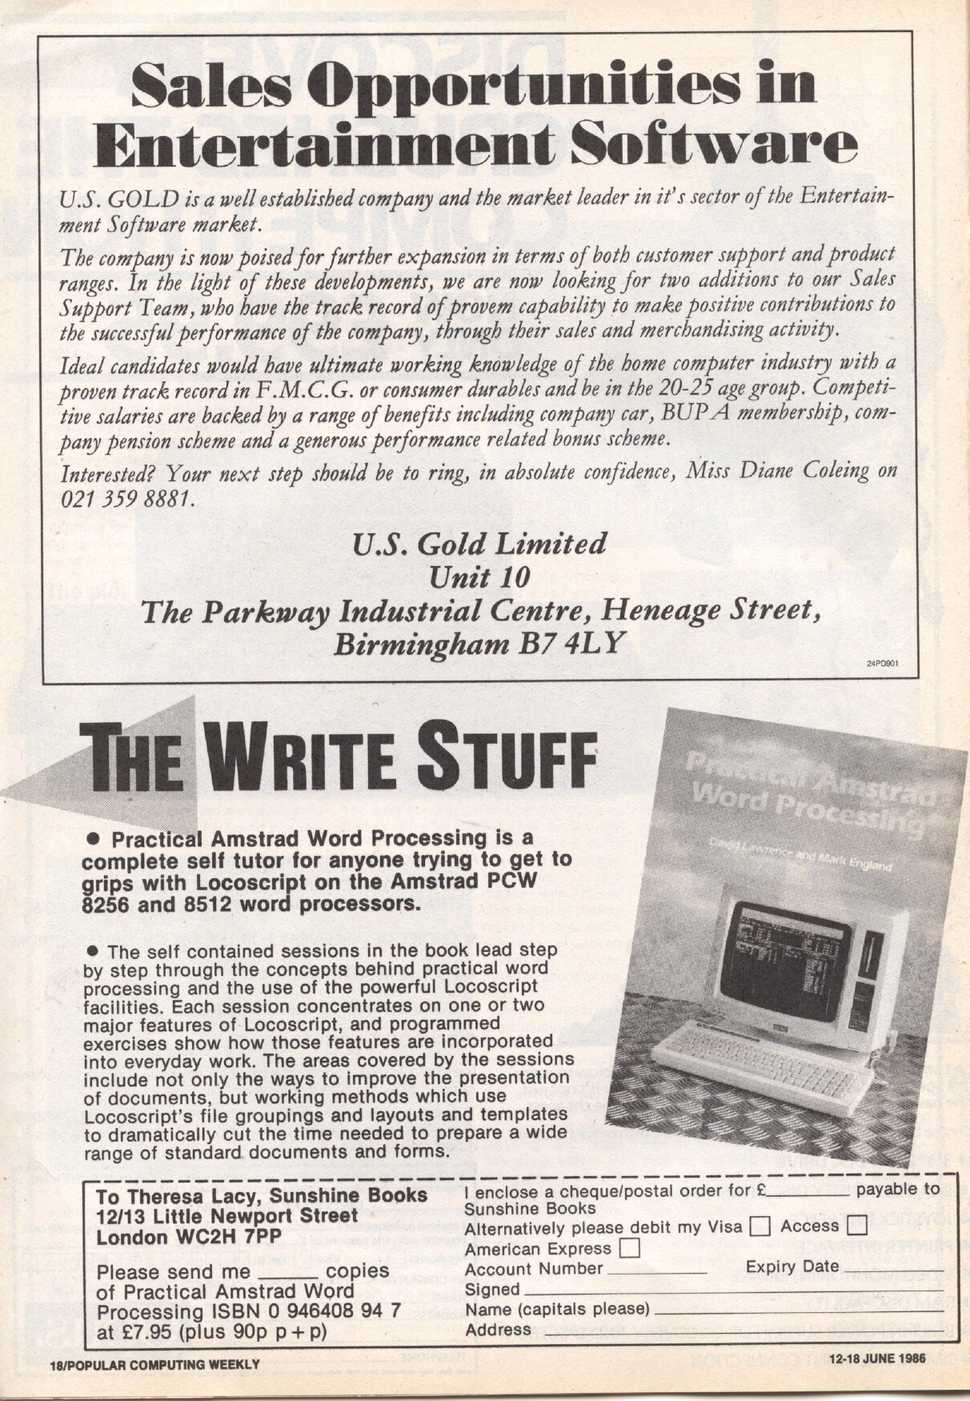 Sales Opportunities in
Entertainment Software
U.S. GOLD is a well established company and the market leader in it's sector of the Entertain-
ment Software market.
The company is now poised for further expansion in terms of both customer support and product
ranges. In the light of these developments, we are now looking for two additions to our Sales
Support Team, who have the track record of provem capability to make positive contributions to
the successful performance of the company, through their sales and merchandising activity.
Ideal candidates would have ultimate working knowledge of the home computer industry with a
proven track record in F.M.C.G. or consumer durables and be in the 20-25 age group. Competi-
tive salaries are backed by a range of benefits including company car, BUPA membership, com-
pany pension scheme and a generous performance related bonus scheme.
Interested? Your next step should be to ring, in absolute confidence, Miss Diane Coleing on
021 359 8881.
U.S. Gold Limited
Unit 10
The Parkway Industrial Centre, Heneage Street,
Birmingham B7 4LY
24PO901
THE WRITE STUFF
• Practical Amstrad Word Processing is a
complete self tutor for anyone trying to get to
grips with Locoscript on the Amstrad PCW
8256 and 8512 word processors.
• The self contained sessions in the book lead step
by step through the concepts behind practical word
processing and the use of the powerful Locoscript
facilities. Each session concentrates on one or two
major features of Locoscript, and programmed
exercises show how those features are incorporated
into everyday work. The areas covered by the sessions
include not only the ways to improve the presentation
of documents, but working methods which use
Locoscript's file groupings and layouts and templates
to dramatically cut the time needed to prepare a wide
range of standard documents and forms.
Practical Amstrad
Word Processing
David Lawrence and Mark England
To Theresa Lacy, Sunshine Books
12/13 Little Newport Street
London WC2H 7PP
Please send me ______ copies
of Practical Amstrad Word
Processing ISBN 0 946408 94 7
at £7.95 (plus 90p p + p)
I enclose a cheque/postal order for £________ payable to
Sunshine Books
Alternatively please debit my Visa □ Access □
American Express □
Account Number __________ Expiry Date __________
Signed
Name (capitals please)
Address
18/POPULAR COMPUTING WEEKLY
12-18 JUNE 1986